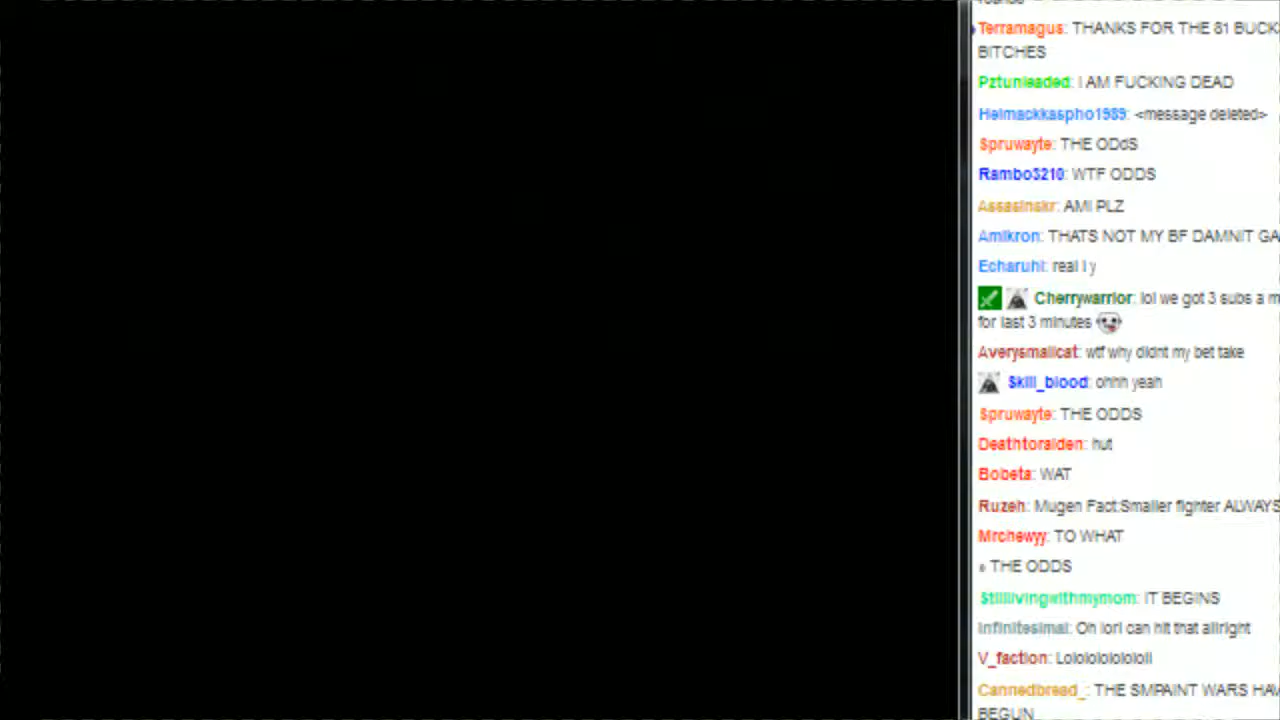 Terramagus: THANKS FOR THE 81 BUCK
BITCHES
Pztunleaded: I AM FUCKING DEAD
Helmackkaspho1989: <message deleted>
Spruwayte: THE ODdS
Rambo3210: WTF ODDS
Assasinskr: AMI PLZ
Amikron: THATS NOT MY BF DAMNIT GA
Echaruhi: real l y
Cherrywarrior: lol we got 3 subs a m
for last 3 minutes
Averysmallcat: wtf why didnt my bet take
Skill_blood: ohhh yeah
Spruwayte: THE ODDS
Deathtoraiden: hut
Bobeta: WAT
Ruzeh: Mugen Fact:Smaller fighter ALWAYS
Mrchewyy: TO WHAT
» THE ODDS
Stilllivingwithmymom: IT BEGINS
Infinitesimal: Oh Iori can hit that allright
V_faction: Lolololololololl
Cannedbread_: THE SMPAINT WARS HAV
BEGUN